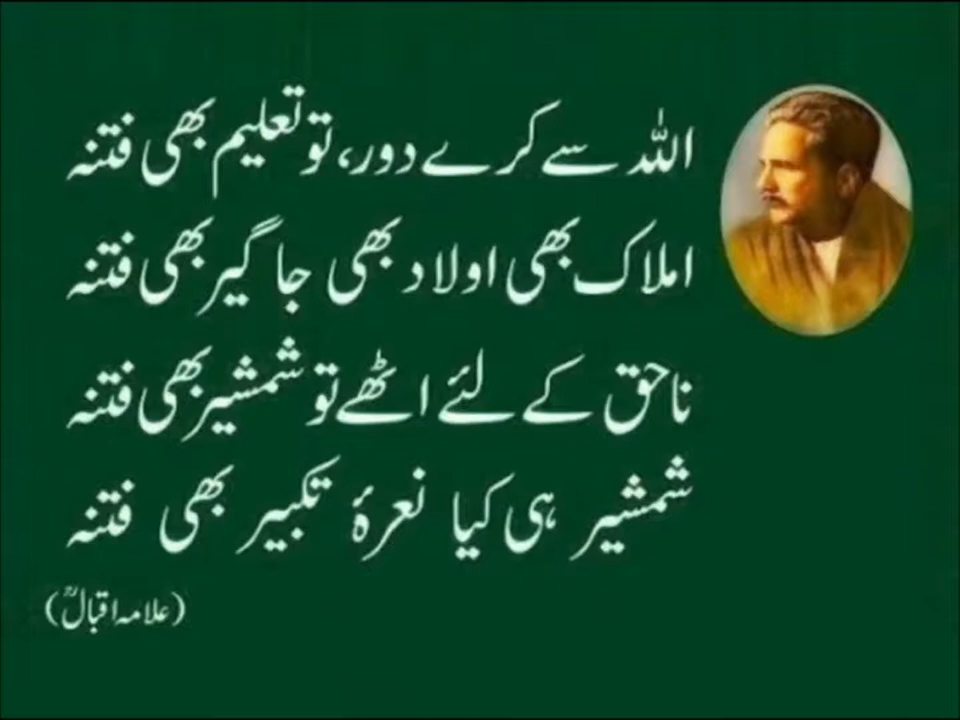 اللہ سے کرے دور، تو تعلیم بھی فتنہ
املاک بھی اولاد بھی جاگیر بھی فتنہ
ناحق کے لئے اٹھے تو شمشیر بھی فتنہ
شمشیر ہی کیا نعرۂ تکبیر بھی فتنہ
(علامہ اقبالؒ)